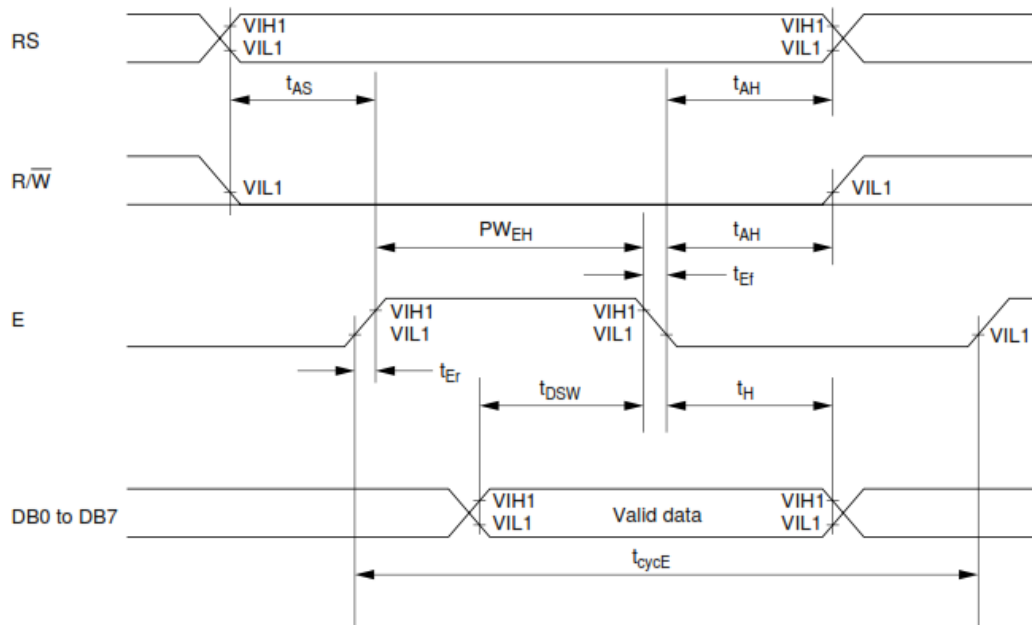 RS
VIH1
VIL1
VIH1
VIL1
tAS
tAH
R/W̅
VIL1
VIL1
PWEH
tAH
tEf
E
VIH1
VIL1
VIH1
VIL1
VIL1
tEr
tDSW
tH
DB0 to DB7
VIH1
VIL1
Valid data
VIH1
VIL1
tcycE